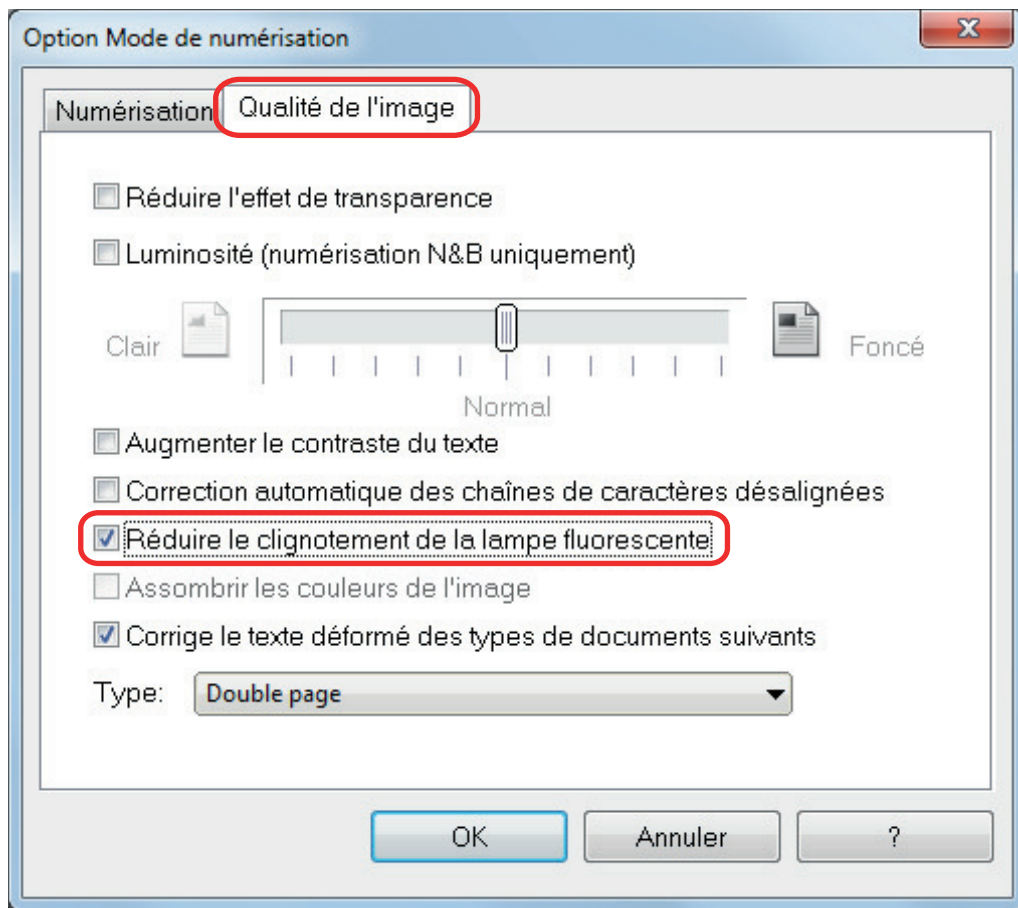 Option Mode de numérisation
Numérisation Qualité de l'image
Réduire l'effet de transparence
Luminosité (numérisation N&B uniquement)
Clair Foncé
Normal
Augmenter le contraste du texte
Correction automatique des chaînes de caractères désalignées
Réduire le clignotement de la lampe fluorescente
Assombrir les couleurs de l'image
Corrige le texte déformé des types de documents suivants
Type: Double page
OK Annuler ?